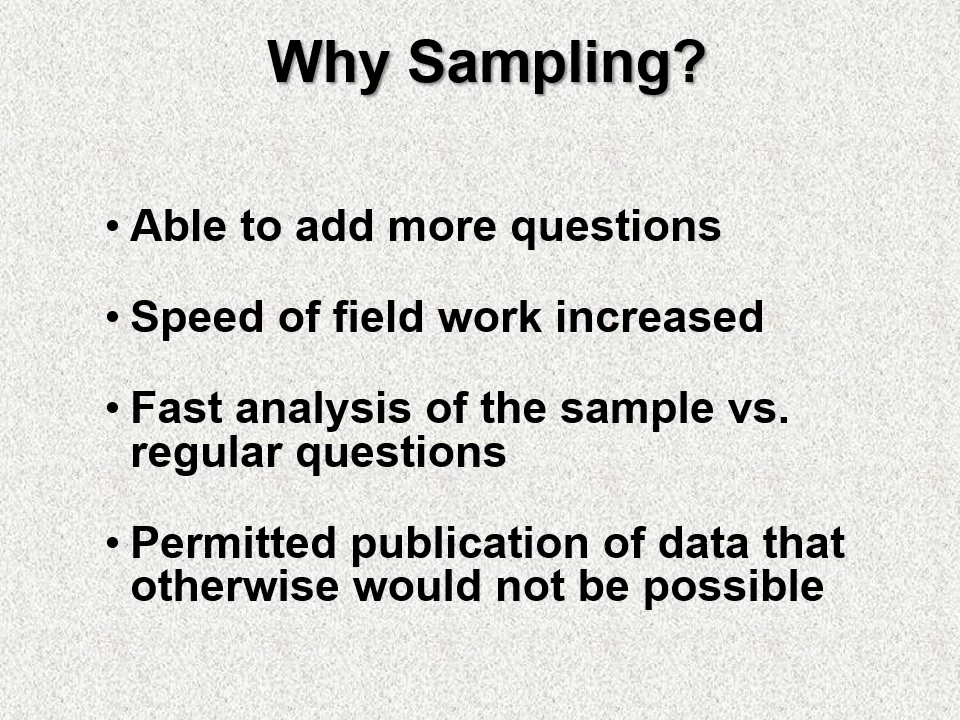 Why Sampling?
• Able to add more questions
• Speed of field work increased
• Fast analysis of the sample vs.
regular questions
• Permitted publication of data that
otherwise would not be possible